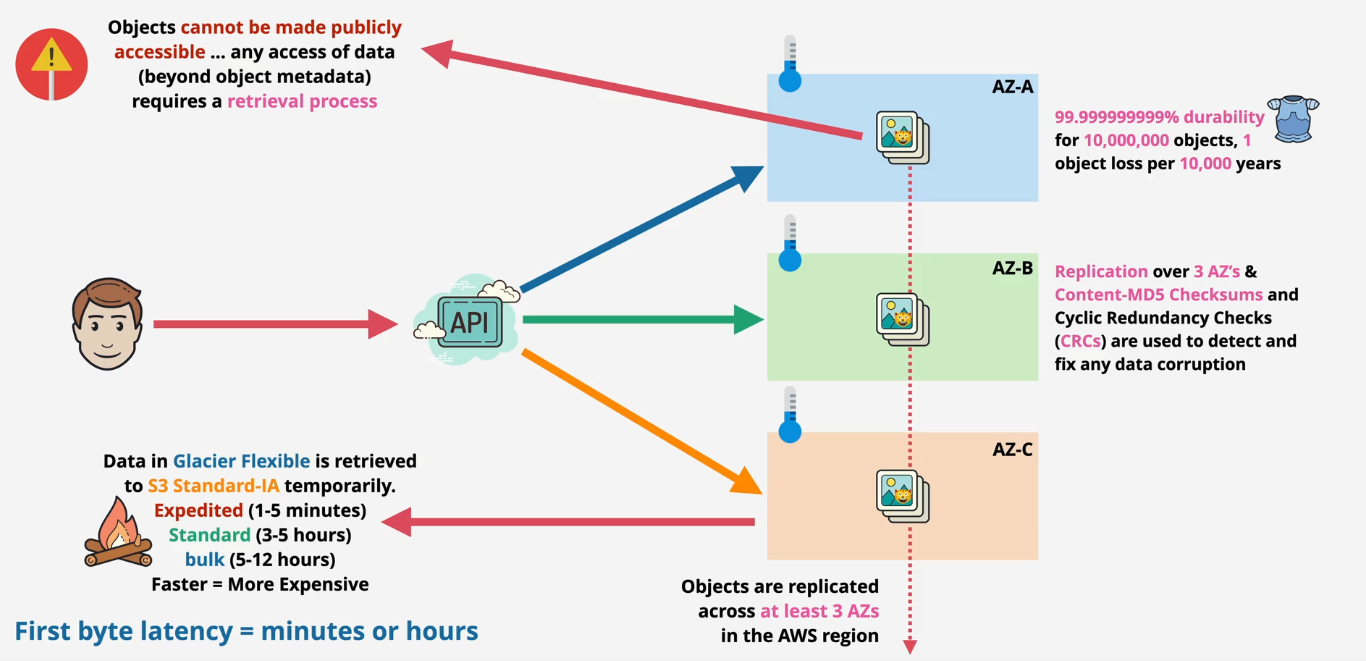 Objects cannot be made publicly
accessible ... any access of data
(beyond object metadata)
requires a retrieval process
AZ-A
99.999999999% durability
for 10,000,000 objects, 1
object loss per 10,000 years
AZ-B
Replication over 3 AZ's &
Content-MD5 Checksums and
Cyclic Redundancy Checks
(CRCs) are used to detect and
fix any data corruption
API
AZ-C
Data in Glacier Flexible is retrieved
to S3 Standard-IA temporarily.
Expedited (1-5 minutes)
Standard (3-5 hours)
bulk (5-12 hours)
Faster = More Expensive
Objects are replicated
across at least 3 AZs
in the AWS region
First byte latency = minutes or hours